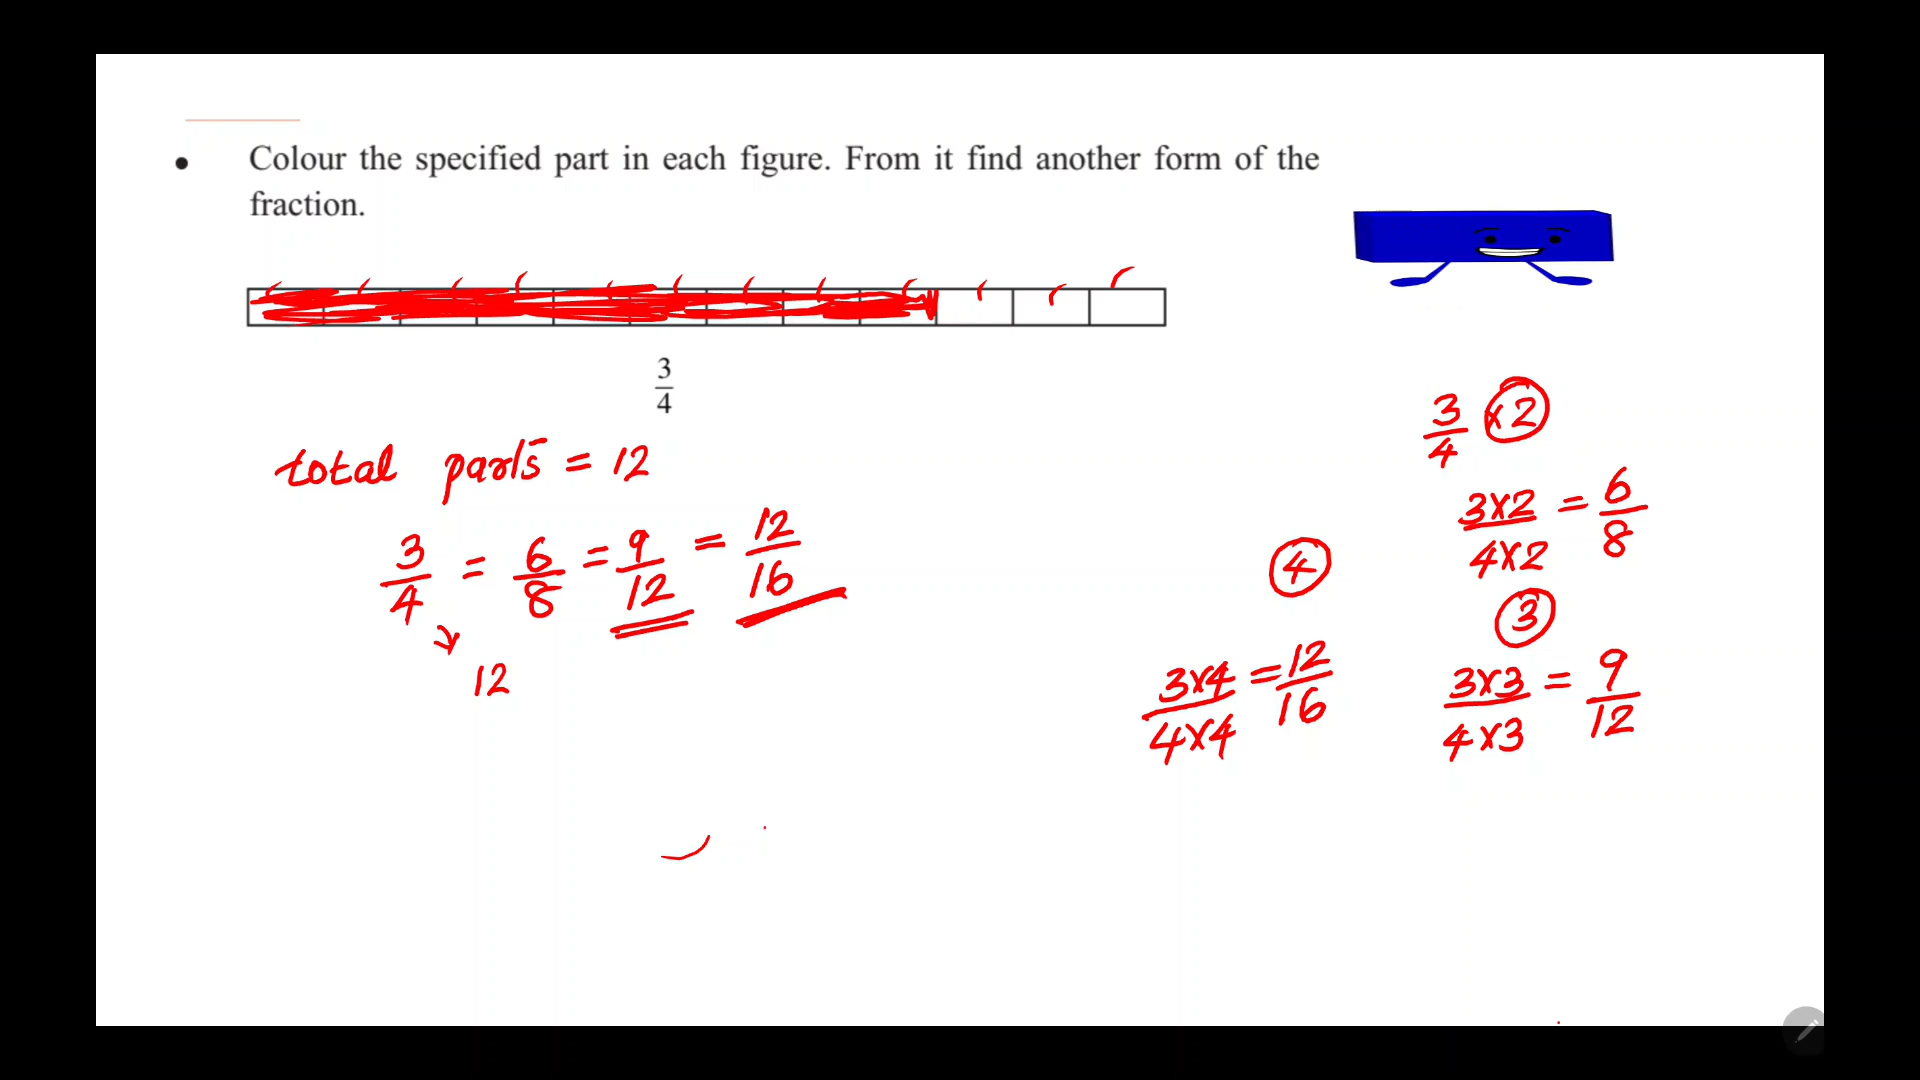 • Colour the specified part in each figure. From it find another form of the
fraction.
3/4
total parts = 12
3/4 = 6/8 = 9/12 = 12/16
12
3/4 ×2
3×2/4×2 = 6/8
4
3×4/4×4 = 12/16
3
3×3/4×3 = 9/12